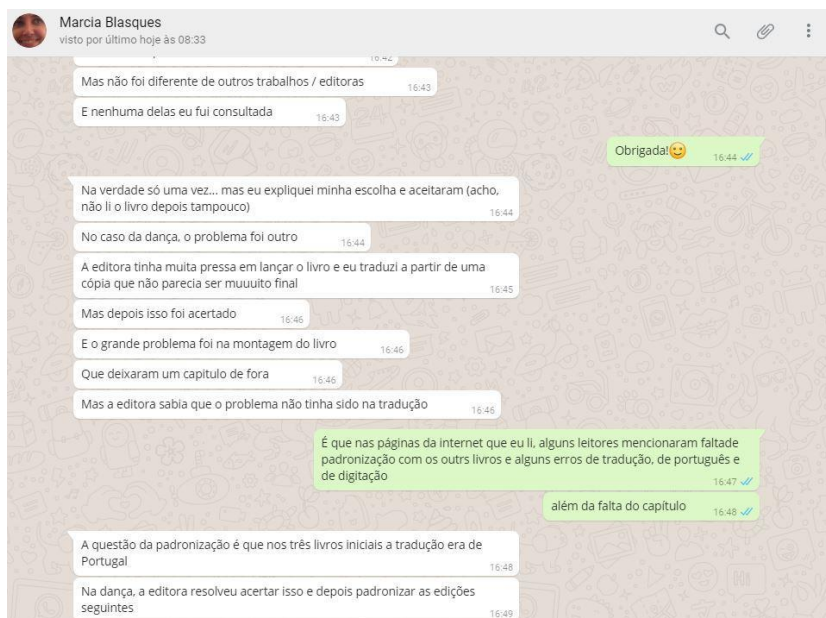 Marcia Blasques
visto por último hoje às 08:33
16:42
Mas não foi diferente de outros trabalhos / editoras
16:43
E nenhuma delas eu fui consultada
16:43
Obrigada!😊
16:44
Na verdade só uma vez... mas eu expliquei minha escolha e aceitaram (acho,
não li o livro depois tampouco)
16:44
No caso da dança, o problema foi outro
16:44
A editora tinha muita pressa em lançar o livro e eu traduzi a partir de uma
cópia que não parecia ser muuuito final
16:45
Mas depois isso foi acertado
16:46
E o grande problema foi na montagem do livro
16:46
Que deixaram um capitulo de fora
16:46
Mas a editora sabia que o problema não tinha sido na tradução
16:46
É que nas páginas da internet que eu li, alguns leitores mencionaram faltade
padronização com os outrs livros e alguns erros de tradução, de português e
de digitação
16:47
além da falta do capítulo
16:48
A questão da padronização é que nos três livros iniciais a tradução era de
Portugal
16:48
Na dança, a editora resolveu acertar isso e depois padronizar as edições
seguintes
16:49